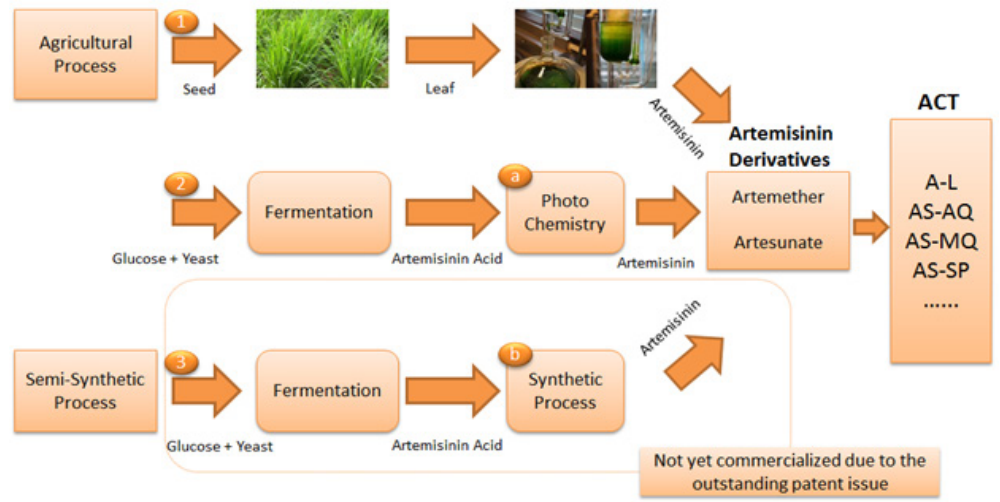 Agricultural
Process
1
Seed
Leaf
Artemisinin
Artemisinin
Derivatives
Artemether
Artesunate
ACT
A-L
AS-AQ
AS-MQ
AS-SP
......
2
Glucose + Yeast
Fermentation
Artemisinin Acid
a
Photo
Chemistry
Artemisinin
Semi-Synthetic
Process
3
Glucose + Yeast
Fermentation
Artemisinin Acid
b
Synthetic
Process
Artemisinin
Not yet commercialized due to the
outstanding patent issue